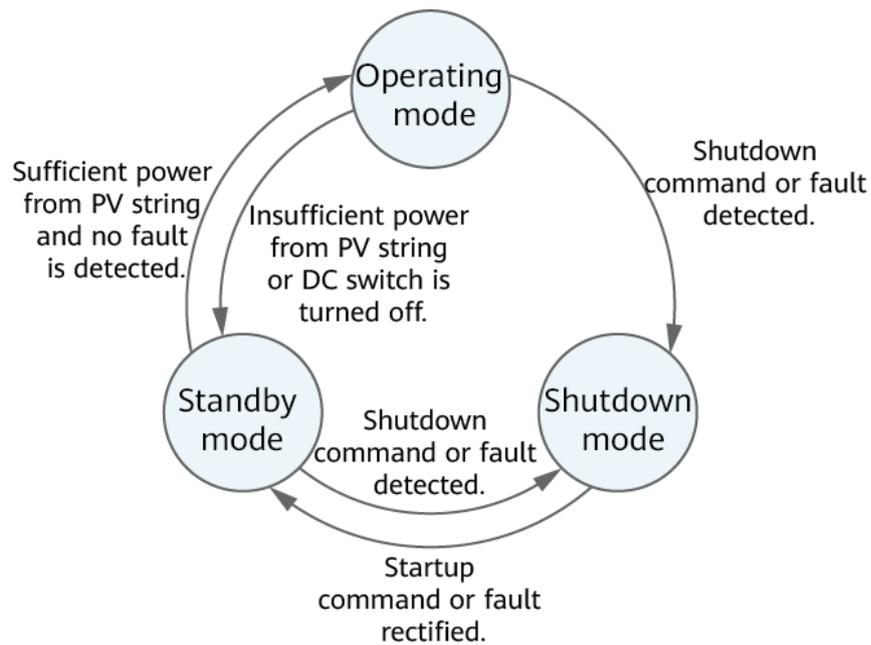 Operating
mode
Shutdown
command or fault
detected.
Sufficient power
from PV string
and no fault
is detected.
Insufficient power
from PV string
or DC switch is
turned off.
Standby
mode
Shutdown
command or fault
detected.
Shutdown
mode
Startup
command or fault
rectified.